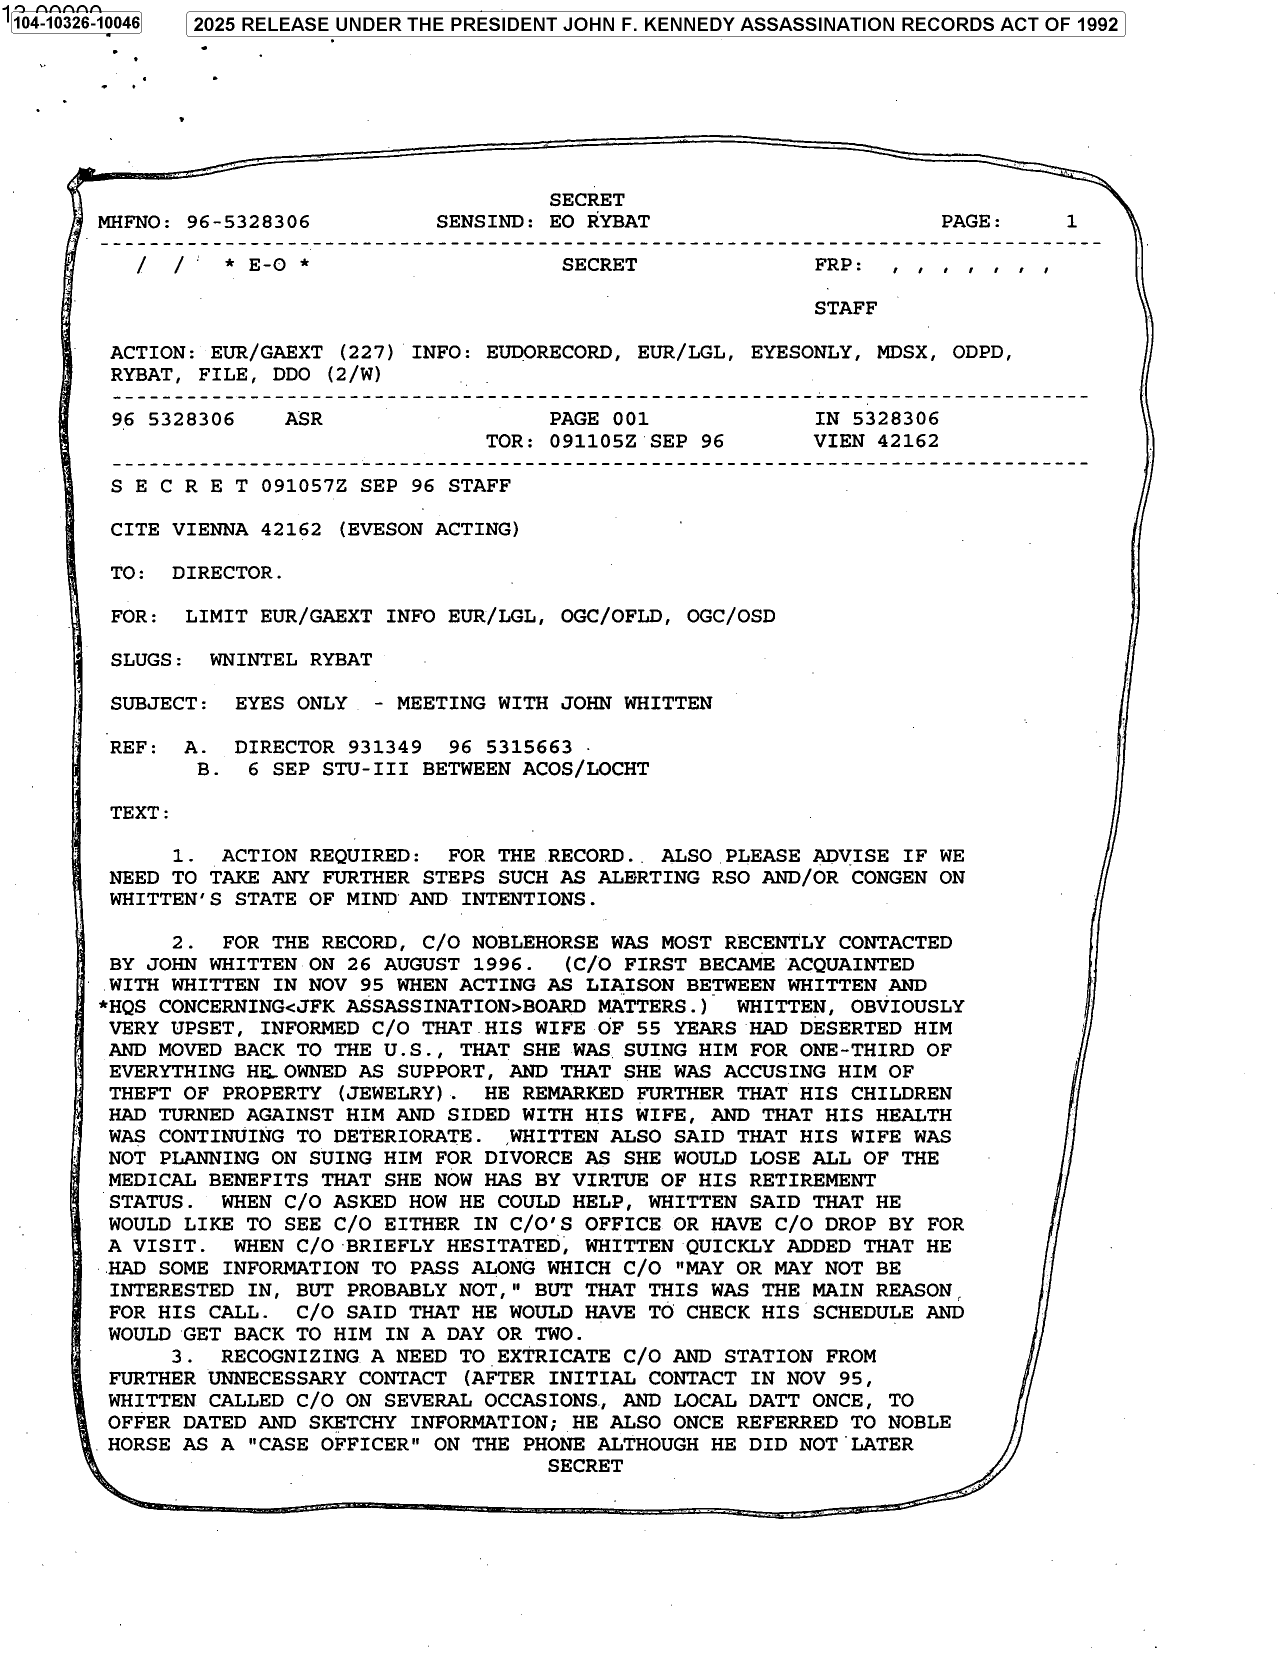 104-10326-10046
2025 RELEASE UNDER THE PRESIDENT JOHN F. KENNEDY ASSASSINATION RECORDS ACT OF 1992
SECRET
MHFNO: 96-5328306 SENSIND: EO RYBAT PAGE: 1
/ / * E-O * SECRET FRP: , , , , , , ,
STAFF
ACTION: EUR/GAEXT (227) INFO: EUDORECORD, EUR/LGL, EYESONLY, MDSX, ODPD,
RYBAT, FILE, DDO (2/W)
96 5328306 ASR PAGE 001 IN 5328306
TOR: 091105Z SEP 96 VIEN 42162
S E C R E T 091057Z SEP 96 STAFF
CITE VIENNA 42162 (EVESON ACTING)
TO: DIRECTOR.
FOR: LIMIT EUR/GAEXT INFO EUR/LGL, OGC/OFLD, OGC/OSD
SLUGS: WNINTEL RYBAT
SUBJECT: EYES ONLY - MEETING WITH JOHN WHITTEN
REF: A. DIRECTOR 931349 96 5315663
B. 6 SEP STU-III BETWEEN ACOS/LOCHT
TEXT:
1. ACTION REQUIRED: FOR THE RECORD. ALSO PLEASE ADVISE IF WE
NEED TO TAKE ANY FURTHER STEPS SUCH AS ALERTING RSO AND/OR CONGEN ON
WHITTEN'S STATE OF MIND AND INTENTIONS.
2. FOR THE RECORD, C/O NOBLEHORSE WAS MOST RECENTLY CONTACTED
BY JOHN WHITTEN ON 26 AUGUST 1996. (C/O FIRST BECAME ACQUAINTED
WITH WHITTEN IN NOV 95 WHEN ACTING AS LIAISON BETWEEN WHITTEN AND
*HQS CONCERNING<JFK ASSASSINATION>BOARD MATTERS.) WHITTEN, OBVIOUSLY
VERY UPSET, INFORMED C/O THAT HIS WIFE OF 55 YEARS HAD DESERTED HIM
AND MOVED BACK TO THE U.S., THAT SHE WAS SUING HIM FOR ONE-THIRD OF
EVERYTHING HE OWNED AS SUPPORT, AND THAT SHE WAS ACCUSING HIM OF
THEFT OF PROPERTY (JEWELRY). HE REMARKED FURTHER THAT HIS CHILDREN
HAD TURNED AGAINST HIM AND SIDED WITH HIS WIFE, AND THAT HIS HEALTH
WAS CONTINUING TO DETERIORATE. WHITTEN ALSO SAID THAT HIS WIFE WAS
NOT PLANNING ON SUING HIM FOR DIVORCE AS SHE WOULD LOSE ALL OF THE
MEDICAL BENEFITS THAT SHE NOW HAS BY VIRTUE OF HIS RETIREMENT
STATUS. WHEN C/O ASKED HOW HE COULD HELP, WHITTEN SAID THAT HE
WOULD LIKE TO SEE C/O EITHER IN C/O'S OFFICE OR HAVE C/O DROP BY FOR
A VISIT. WHEN C/O BRIEFLY HESITATED, WHITTEN QUICKLY ADDED THAT HE
HAD SOME INFORMATION TO PASS ALONG WHICH C/O "MAY OR MAY NOT BE
INTERESTED IN, BUT PROBABLY NOT," BUT THAT THIS WAS THE MAIN REASON
FOR HIS CALL. C/O SAID THAT HE WOULD HAVE TO CHECK HIS SCHEDULE AND
WOULD GET BACK TO HIM IN A DAY OR TWO.
3. RECOGNIZING A NEED TO EXTRICATE C/O AND STATION FROM
FURTHER UNNECESSARY CONTACT (AFTER INITIAL CONTACT IN NOV 95,
WHITTEN CALLED C/O ON SEVERAL OCCASIONS, AND LOCAL DATT ONCE, TO
OFFER DATED AND SKETCHY INFORMATION; HE ALSO ONCE REFERRED TO NOBLE
HORSE AS A "CASE OFFICER" ON THE PHONE ALTHOUGH HE DID NOT LATER
SECRET